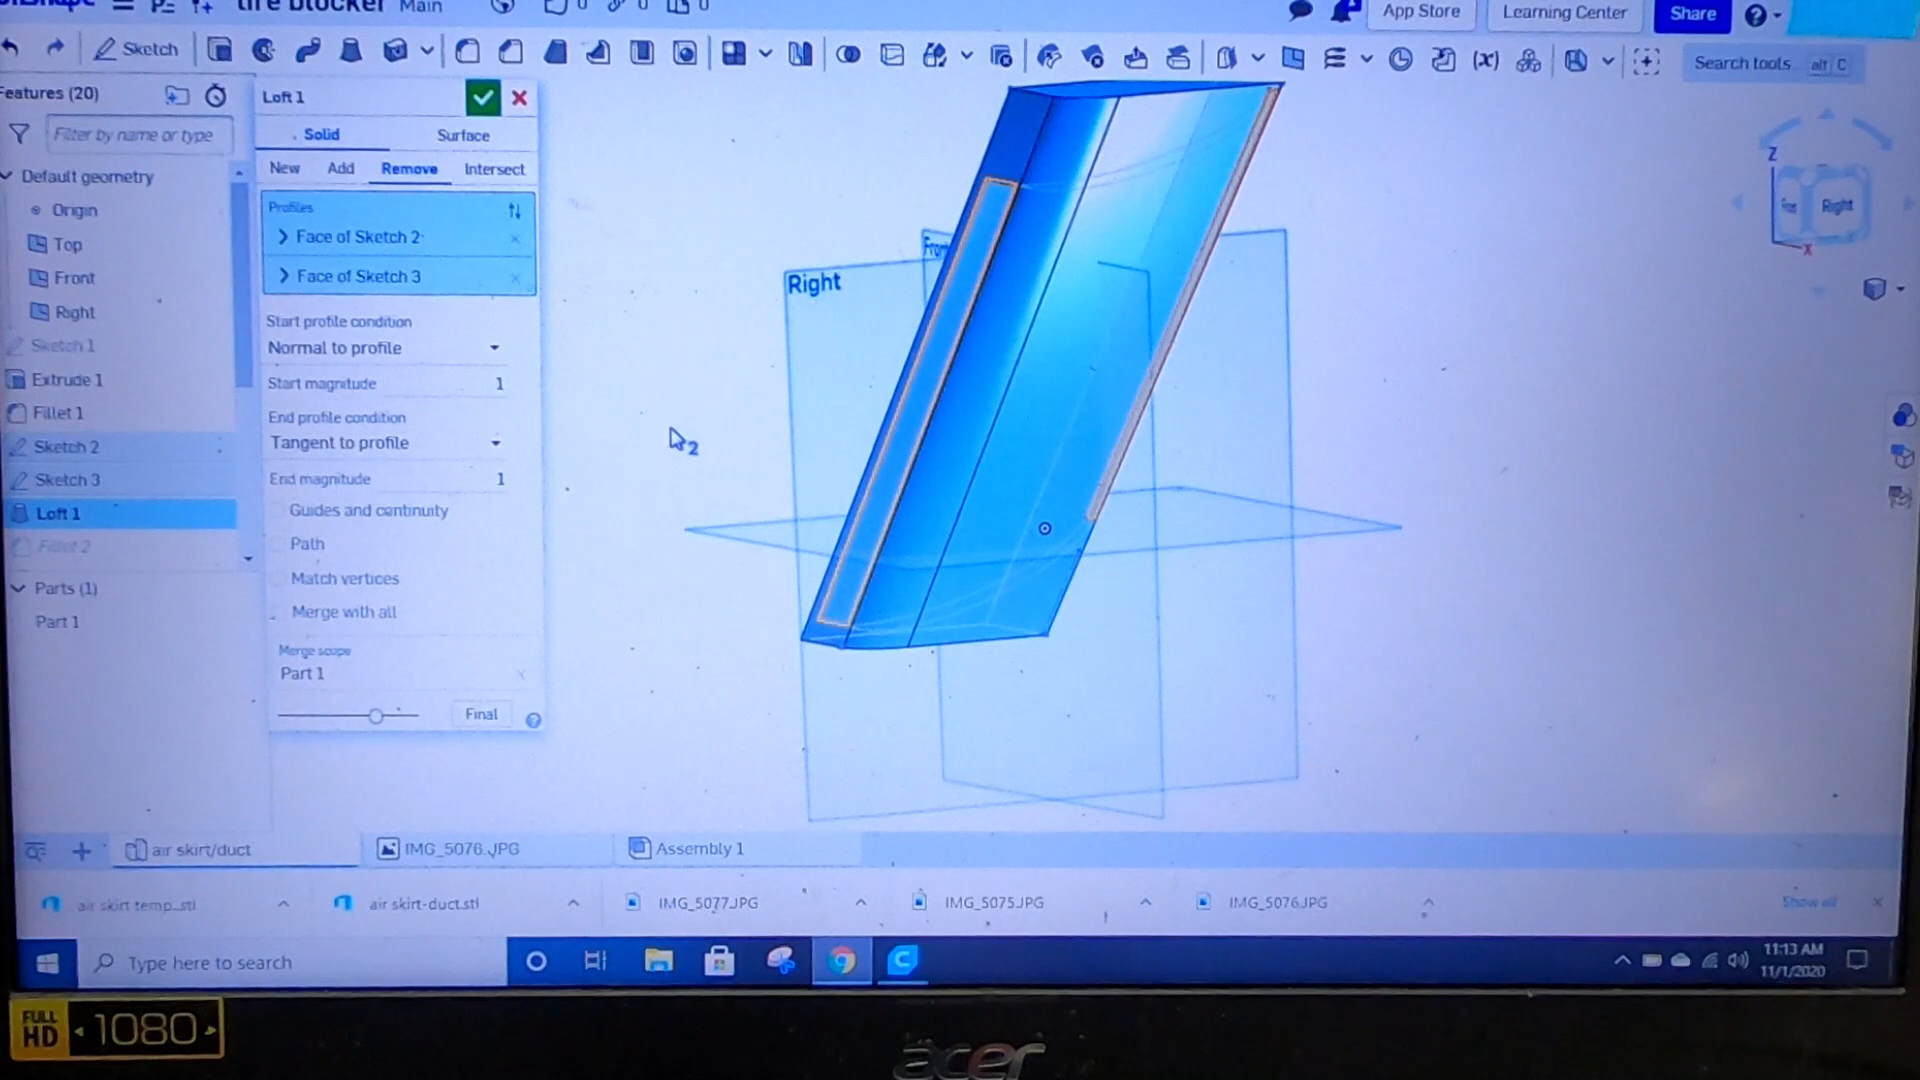 tire blocker Main
App Store
Learning Center
Share
Sketch
Search tools... alt C
Features (20)
Filter by name or type
Default geometry
Origin
Top
Front
Right
Sketch 1
Extrude 1
Fillet 1
Sketch 2
Sketch 3
Loft 1
Fillet 2
Parts (1)
Part 1
Loft 1
Solid
Surface
New
Add
Remove
Intersect
Profiles
Face of Sketch 2
Face of Sketch 3
Start profile condition
Normal to profile
Start magnitude 1
End profile condition
Tangent to profile
End magnitude 1
Guides and continuity
Path
Match vertices
Merge with all
Merge scope
Part 1
Final
Front
Right
2
Z
Right
X
air skirt/duct
IMG_5076.JPG
Assembly 1
air skirt temp_.stl
air skirt-duct.stl
IMG_5077.JPG
IMG_5075.JPG
IMG_5076.JPG
Show all
Type here to search
11:13 AM
11/1/2020
FULL HD
1080
acer